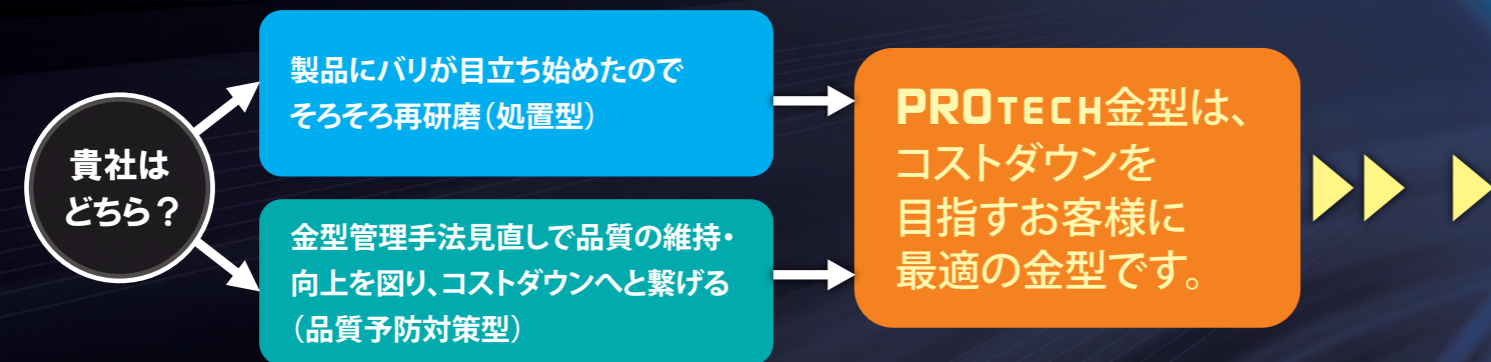 貴社は
どちら？
製品にバリが目立ち始めたので
そろそろ再研磨（処置型）
金型管理手法見直しで品質の維持・
向上を図り、コストダウンへと繋げる
（品質予防対策型）
PROTECH金型は、
コストダウンを
目指すお客様に
最適の金型です。